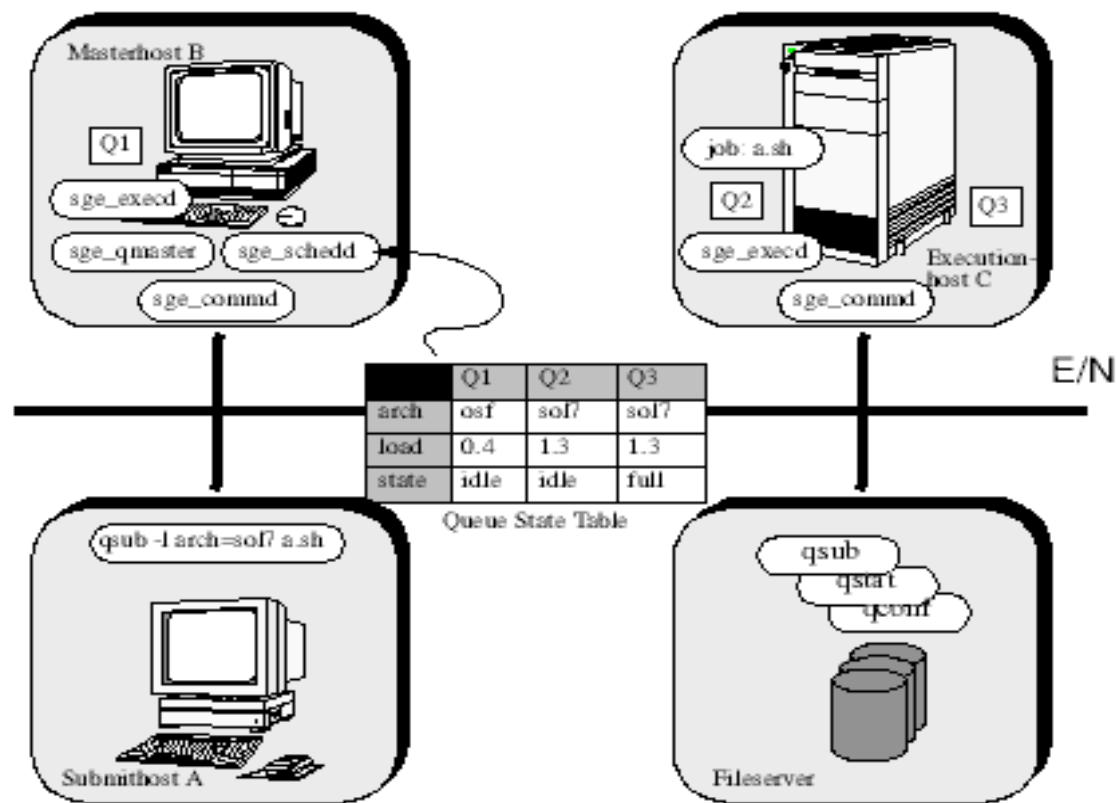 Masterhost B
Q1
sge_execd
sge_qmaster
sge_schedd
sge_commd
job: a.sh
Q2
Q3
sge_execd
Execution-
host C
sge_commd
E/N
Q1 Q2 Q3
arch osf sol7 sol7
load 0.4 1.3 1.3
state idle idle full
Queue State Table
qsub -l arch=sol7 a.sh
Submithost A
qsub
qstat
qconf
Fileserver